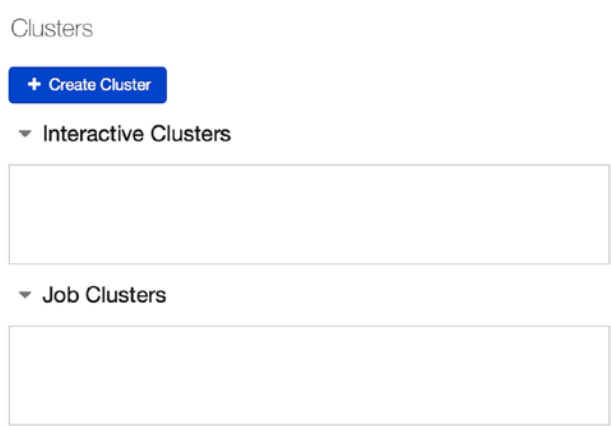 Clusters
+ Create Cluster
Interactive Clusters
Job Clusters